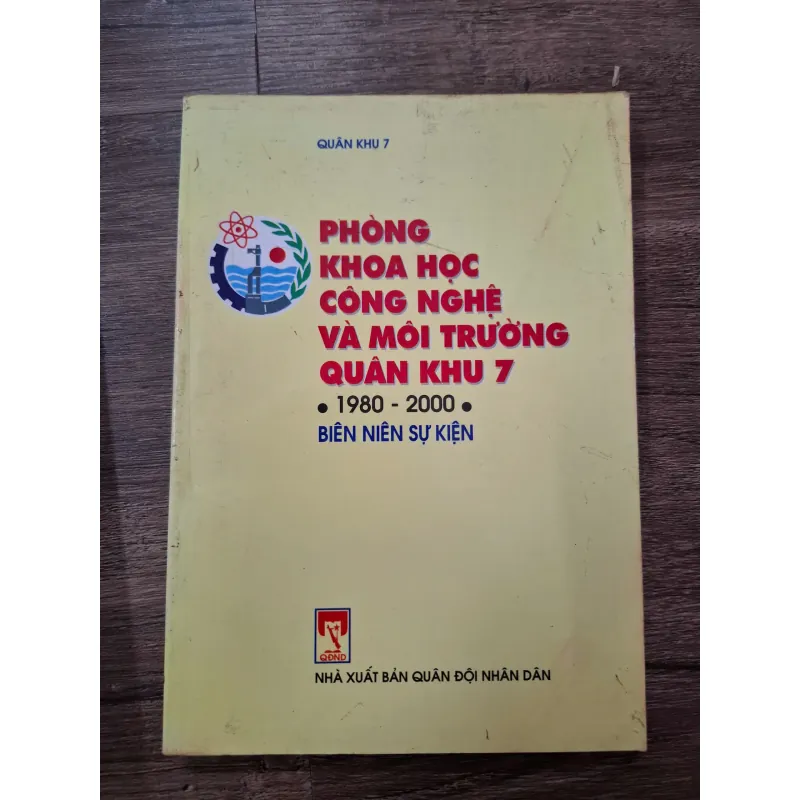 QUÂN KHU 7
PHÒNG
KHOA HỌC
CÔNG NGHỆ
VÀ MÔI TRƯỜNG
QUÂN KHU 7
• 1980 - 2000 •
BIÊN NIÊN SỰ KIỆN
QĐND
NHÀ XUẤT BẢN QUÂN ĐỘI NHÂN DÂN